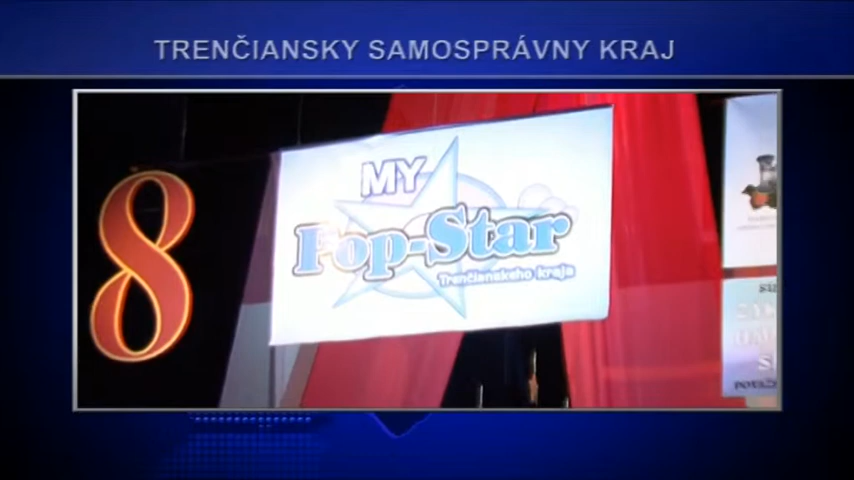 TRENČIANSKY SAMOSPRÁVNY KRAJ
8
MY
Pop-Star
Trenčianskeho kraja